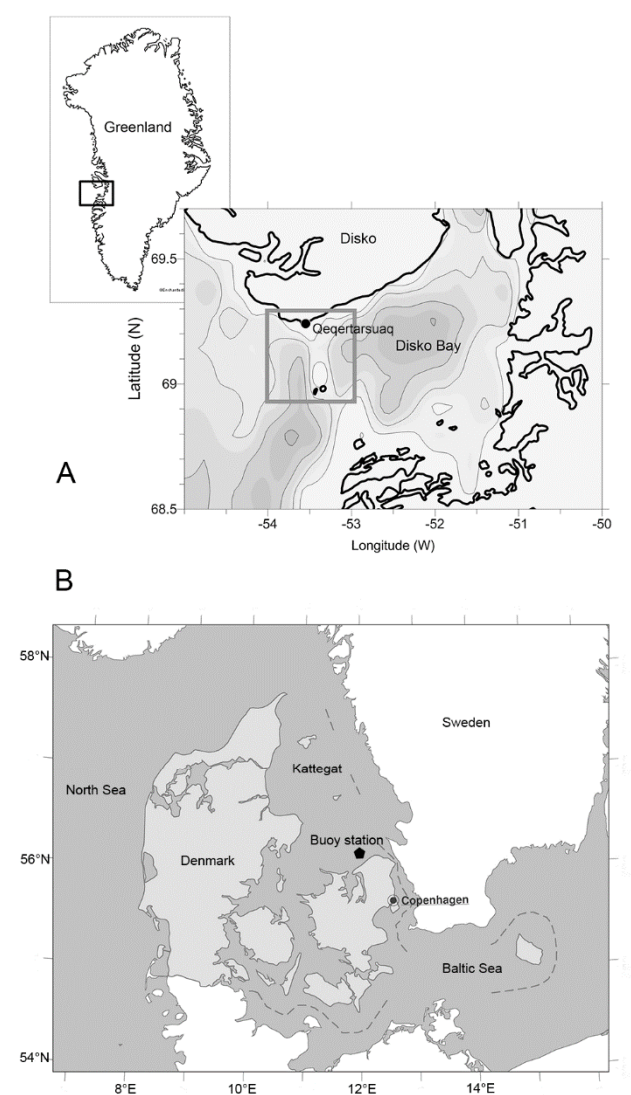 Greenland
69.5
Disko
Qeqertarsuaq
Disko Bay
Latitude (N)
69
A
68.5
-54
-53
-52
-51
-50
Longitude (W)
B
58°N
Sweden
Kattegat
North Sea
Buoy station
56°N
Denmark
Copenhagen
Baltic Sea
54°N
8°E
10°E
12°E
14°E